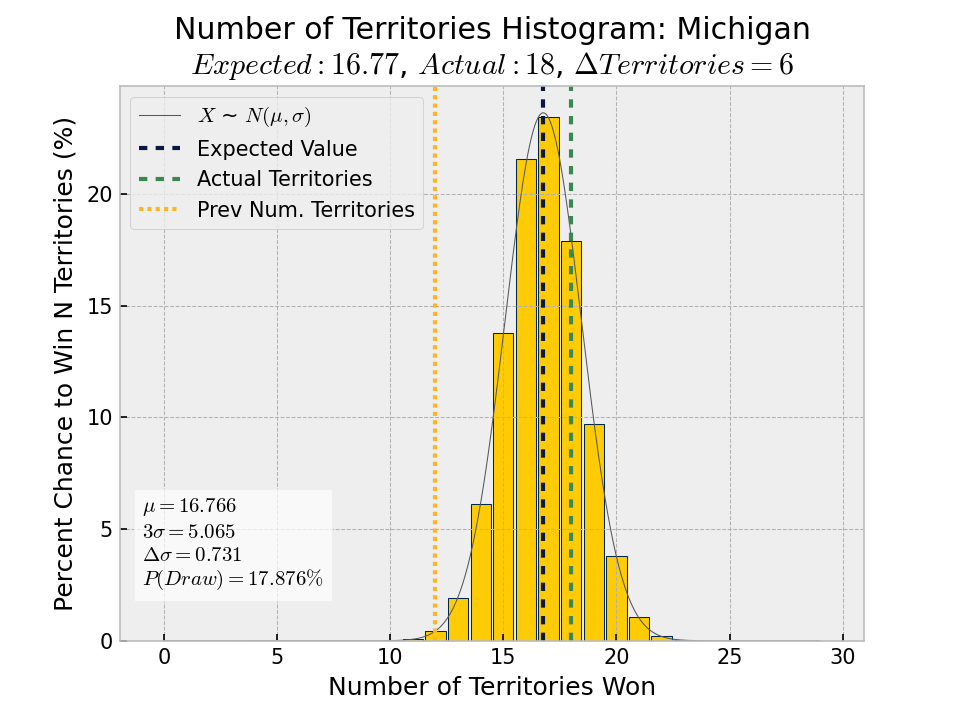 Number of Territories Histogram: Michigan
Expected : 16.77, Actual : 18, ΔTerritories = 6
X ~ N(μ, σ)
Expected Value
Actual Territories
Prev Num. Territories
Percent Chance to Win N Territories (%)
20
15
10
5
0
μ = 16.766
3σ = 5.065
Δσ = 0.731
P(Draw) = 17.876%
0 5 10 15 20 25 30
Number of Territories Won